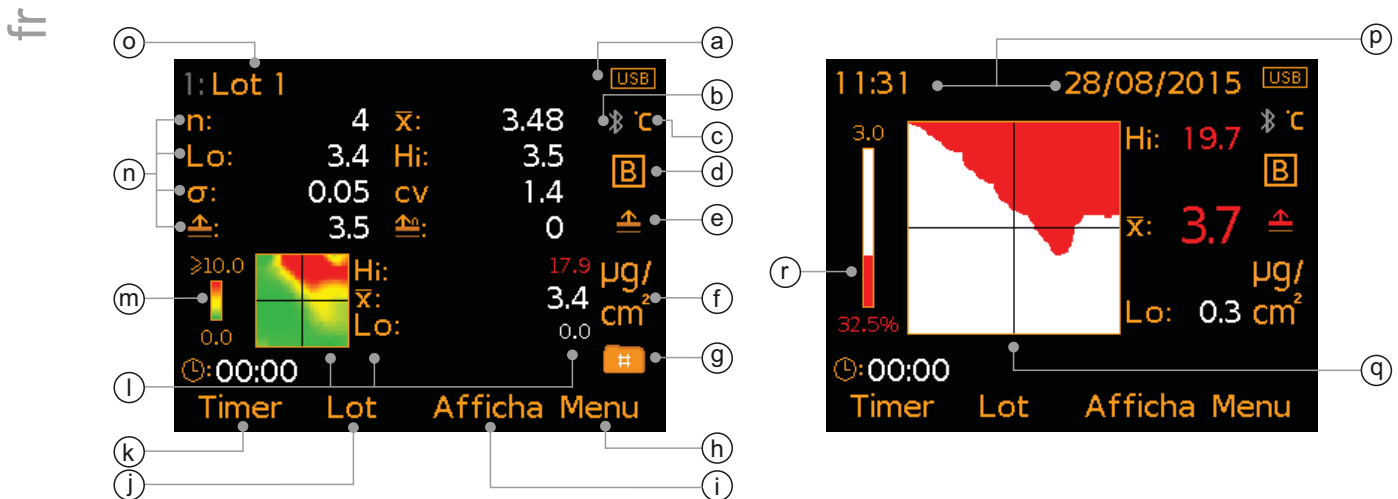 fr
o
a
p
1: Lot 1
USB
b
n: 4 x̄: 3.48
℃
c
Lo: 3.4 Hi: 3.5
n
B
d
σ: 0.05 cv 1.4
3.5 0
e
≥10.0
Hi: 17.9
µg/cm²
f
m
x̄: 3.4
0.0
Lo: 0.0
#
g
l
00:00
Timer Lot Afficha Menu
k
j
i
h
11:31 28/08/2015 USB
3.0
Hi: 19.7
℃
B
x̄: 3.7
r
µg/cm²
32.5%
Lo: 0.3
00:00
q
Timer Lot Afficha Menu